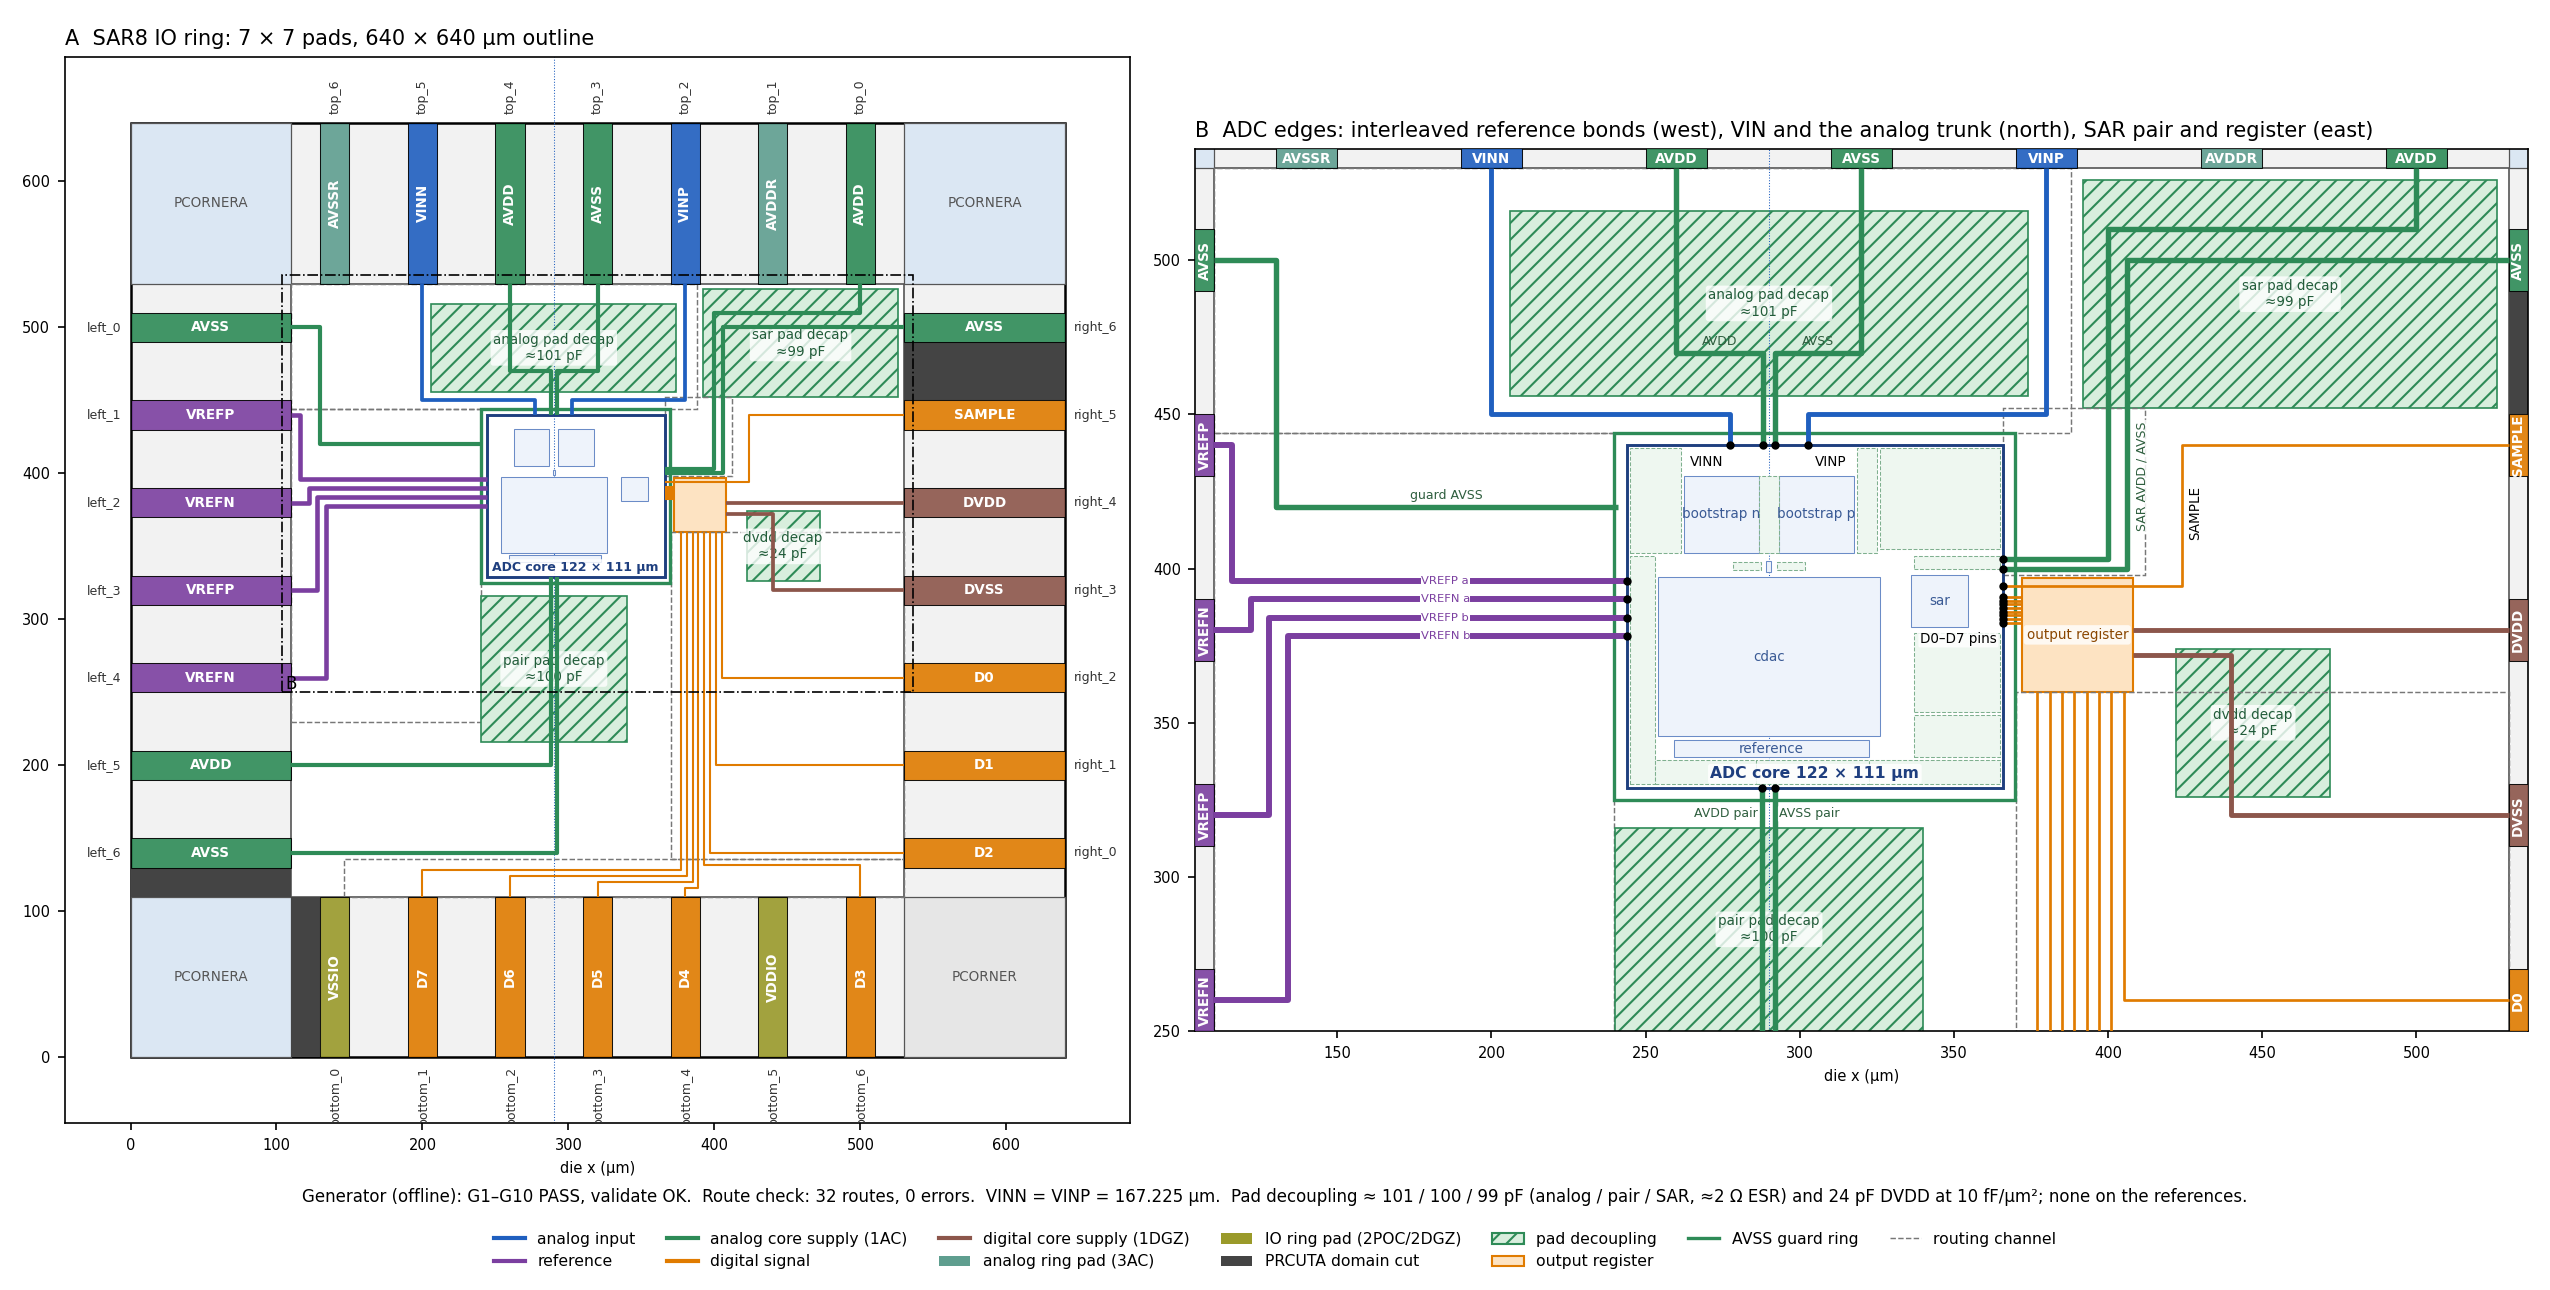 A  SAR8 IO ring: 7 × 7 pads, 640 × 640 µm outline
top_6
top_5
top_4
top_3
top_2
top_1
top_0
PCORNERA
AVSSR
VINN
AVDD
AVSS
VINP
AVDDR
AVDD
PCORNERA
600
500
400
300
200
100
0
left_0
AVSS
left_1
VREFP
left_2
VREFN
left_3
VREFP
left_4
VREFN
left_5
AVDD
left_6
AVSS
analog pad decap
≈101 pF
sar pad decap
≈99 pF
AVSS
right_6
SAMPLE
right_5
DVDD
right_4
dvdd decap
≈24 pF
DVSS
right_3
ADC core 122 × 111 µm
pair pad decap
≈100 pF
B
D0
right_2
D1
right_1
D2
right_0
PCORNERA
VSSIO
D7
D6
D5
D4
VDDIO
D3
PCORNER
bottom_0
bottom_1
bottom_2
bottom_3
bottom_4
bottom_5
bottom_6
0
100
200
300
400
500
600
die x (µm)
B  ADC edges: interleaved reference bonds (west), VIN and the analog trunk (north), SAR pair and register (east)
AVSSR
VINN
AVDD
AVSS
VINP
AVDDR
AVDD
500
450
400
350
300
250
AVSS
VREFP
VREFN
VREFP
VREFN
analog pad decap
≈101 pF
AVDD
AVSS
sar pad decap
≈99 pF
AVSS
SAMPLE
DVDD
DVSS
D0
guard AVSS
VINN
VINP
bootstrap n
bootstrap p
SAR AVDD / AVSS
SAMPLE
VREFP a
VREFN a
VREFP b
VREFN b
sar
D0–D7 pins
output register
cdac
reference
ADC core 122 × 111 µm
AVDD pair
AVSS pair
dvdd decap
≈24 pF
pair pad decap
≈100 pF
150
200
250
300
350
400
450
500
die x (µm)
Generator (offline): G1–G10 PASS, validate OK.  Route check: 32 routes, 0 errors.  VINN = VINP = 167.225 µm.  Pad decoupling ≈ 101 / 100 / 99 pF (analog / pair / SAR, ≈2 Ω ESR) and 24 pF DVDD at 10 fF/µm²; none on the references.
analog input
analog core supply (1AC)
digital core supply (1DGZ)
IO ring pad (2POC/2DGZ)
pad decoupling
AVSS guard ring
routing channel
reference
digital signal
analog ring pad (3AC)
PRCUTA domain cut
output register